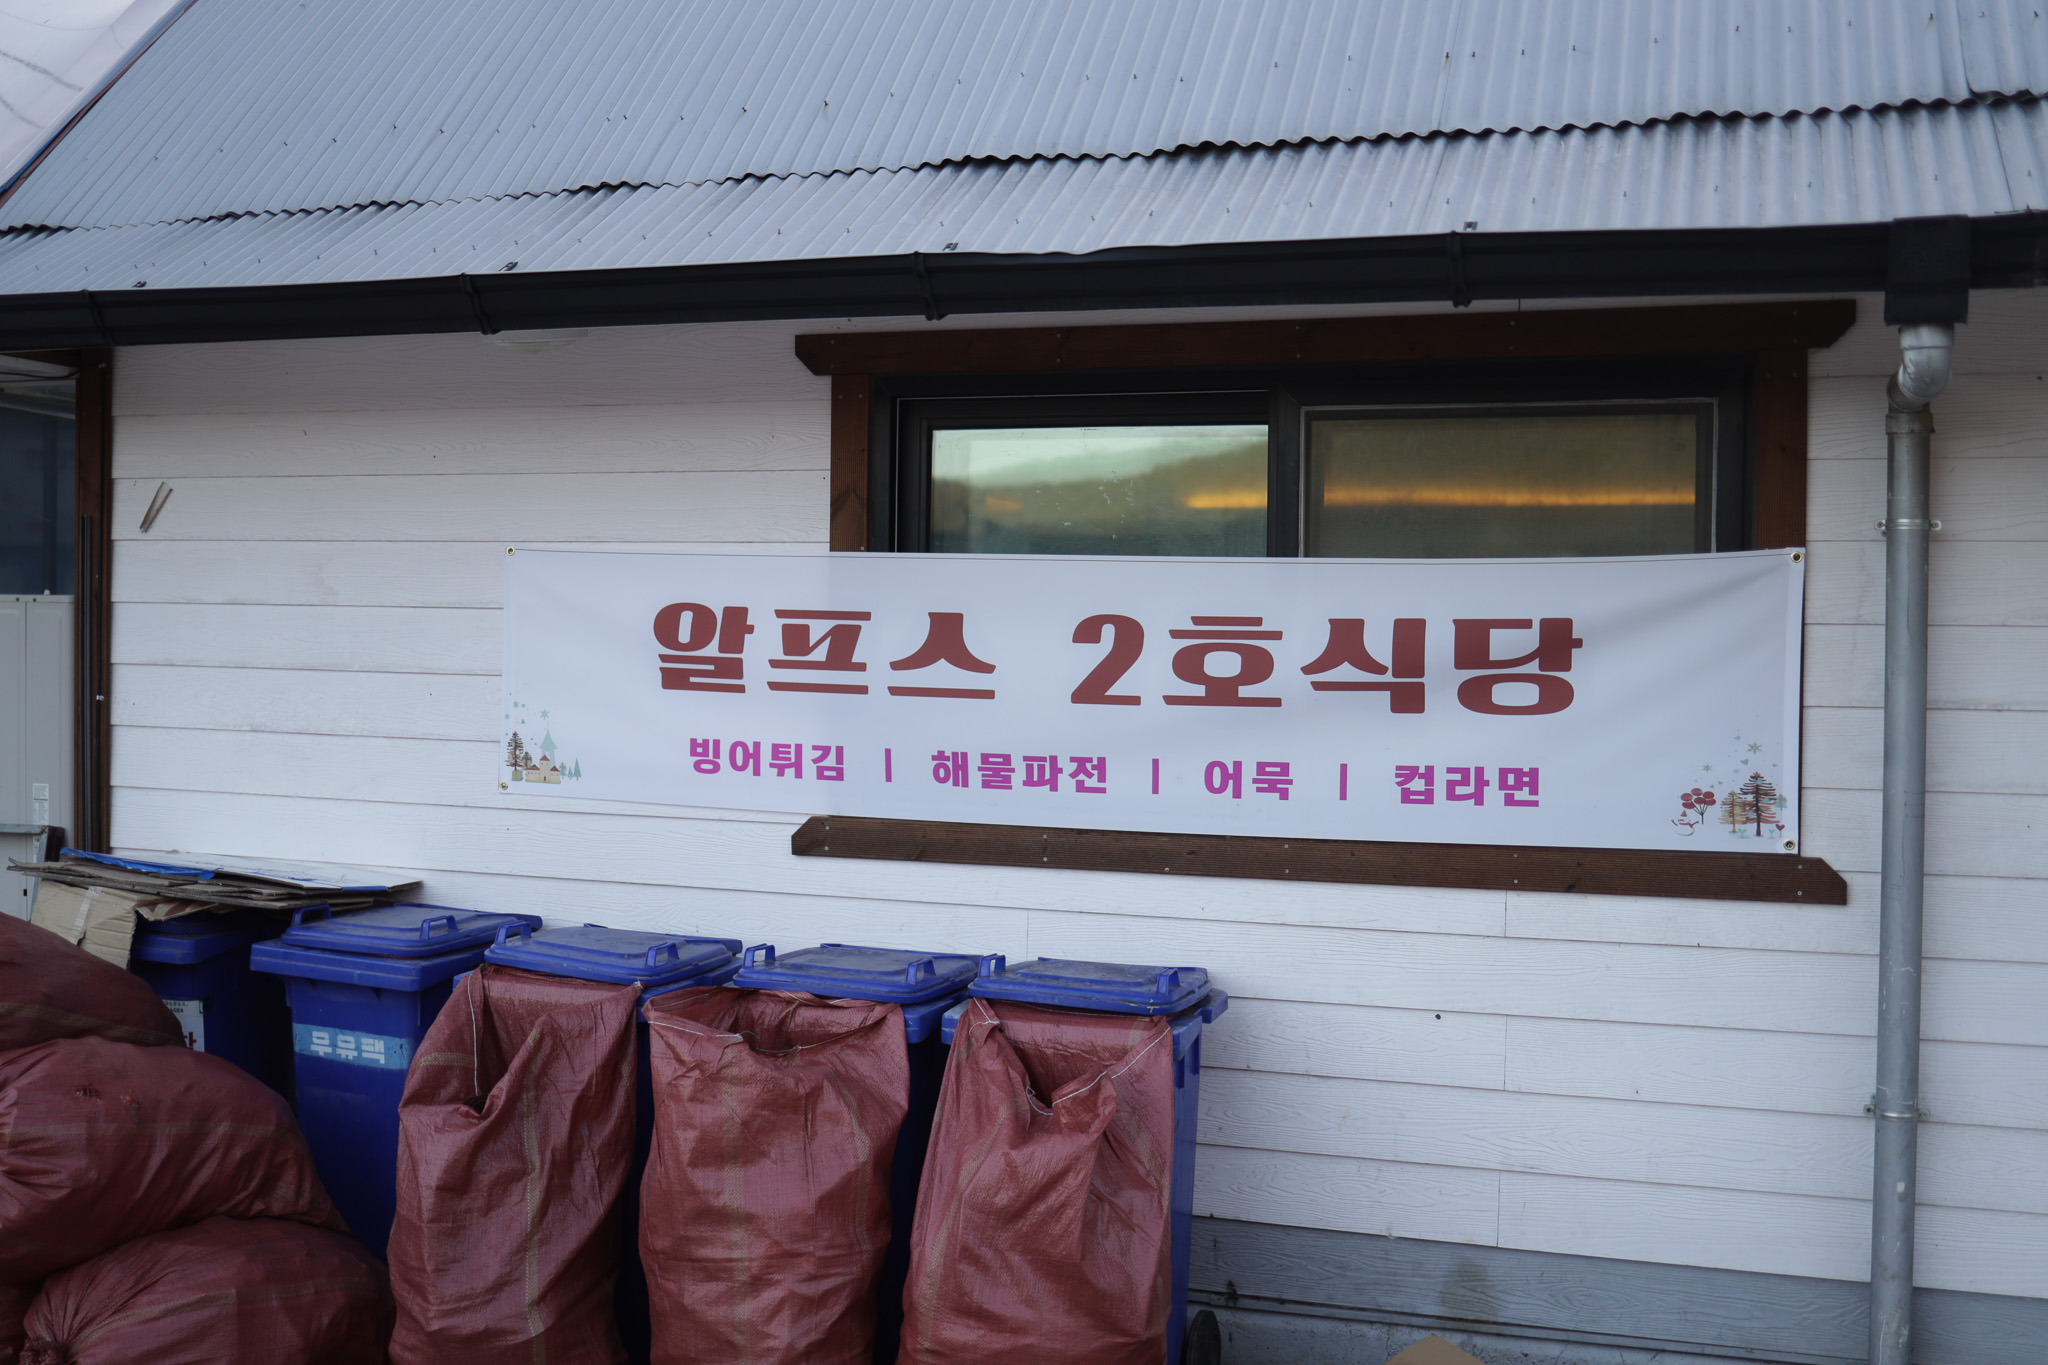 알프스 2호식당
빙어튀김 | 해물파전 | 어묵 | 컵라면
우유팩